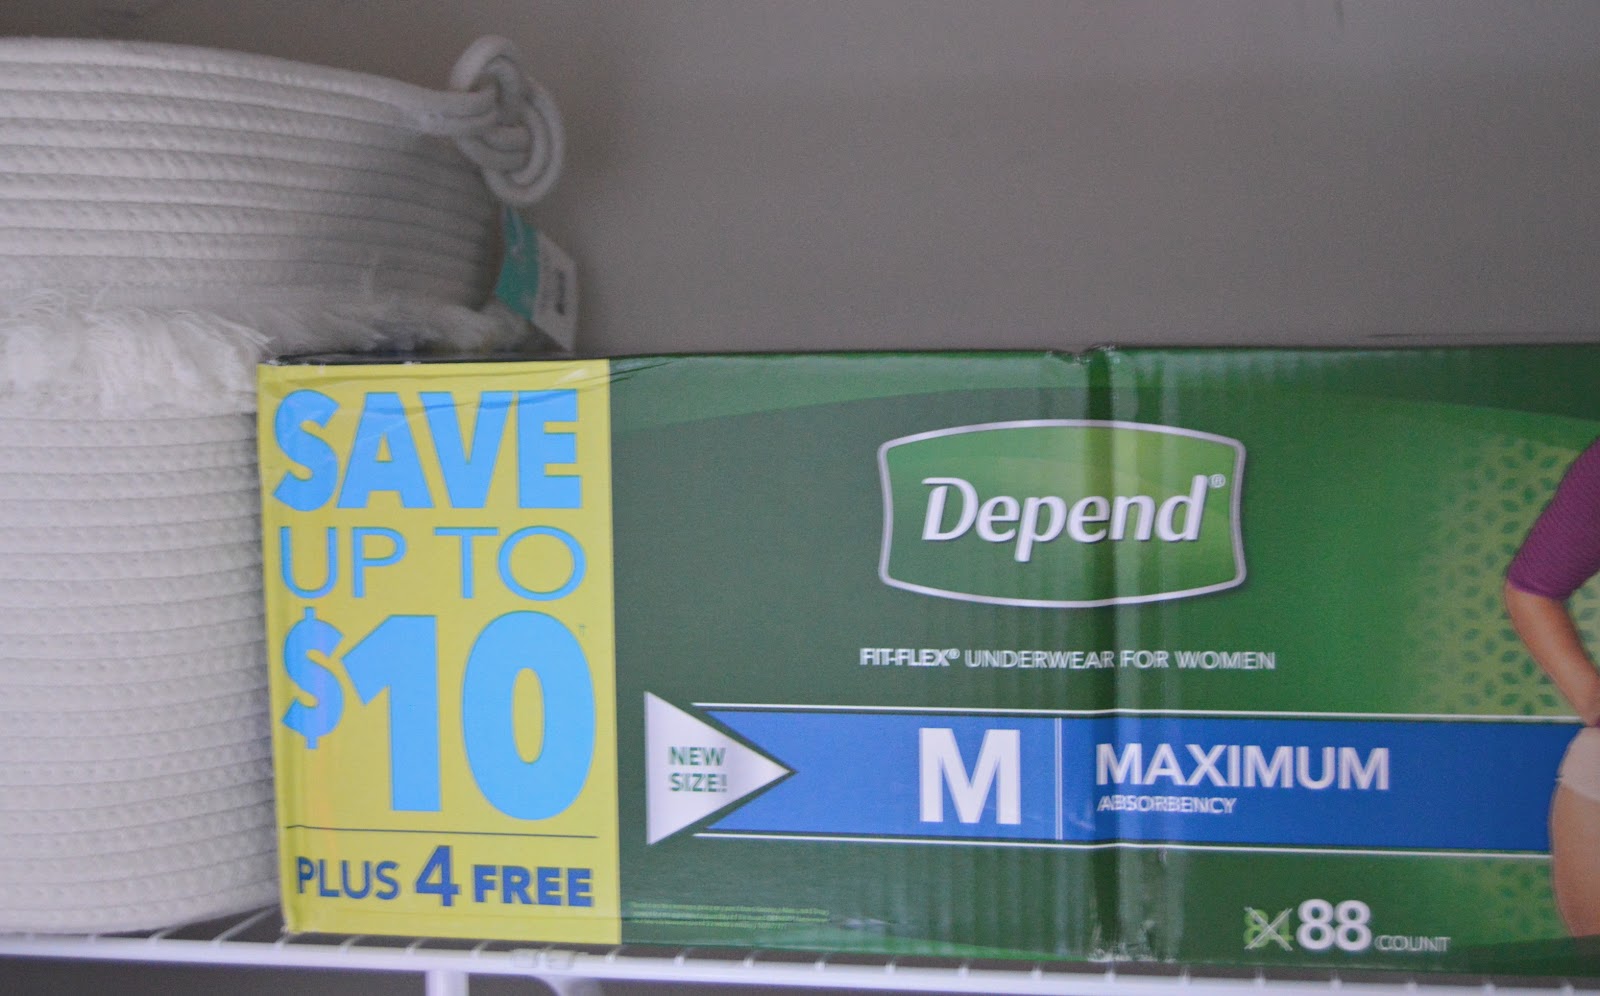 SAVE
UP TO
$10†
PLUS 4 FREE
Depend®
FIT-FLEX® UNDERWEAR FOR WOMEN
NEW
SIZE!
M
MAXIMUM
ABSORBENCY
84 88 COUNT